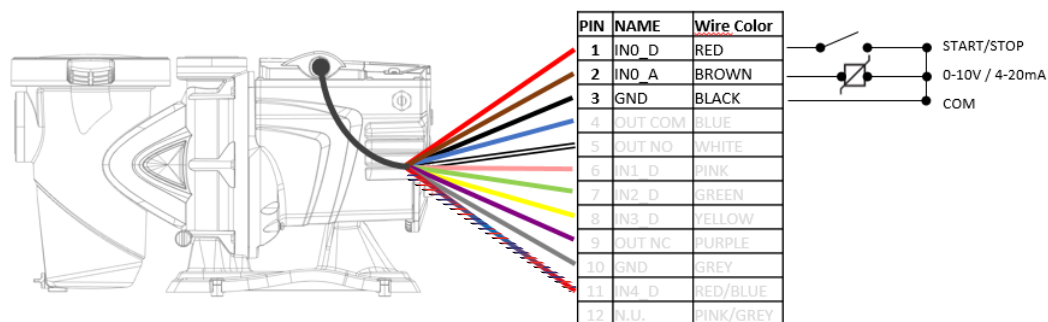 PIN NAME Wire Color
1 IN0_D RED
START/STOP
2 IN0_A BROWN
0-10V / 4-20mA
3 GND BLACK
COM
4 OUT COM BLUE
5 OUT NO WHITE
6 IN1_D PINK
7 IN2_D GREEN
8 IN3_D YELLOW
9 OUT NC PURPLE
10 GND GREY
11 IN4_D RED/BLUE
12 N.U. PINK/GREY